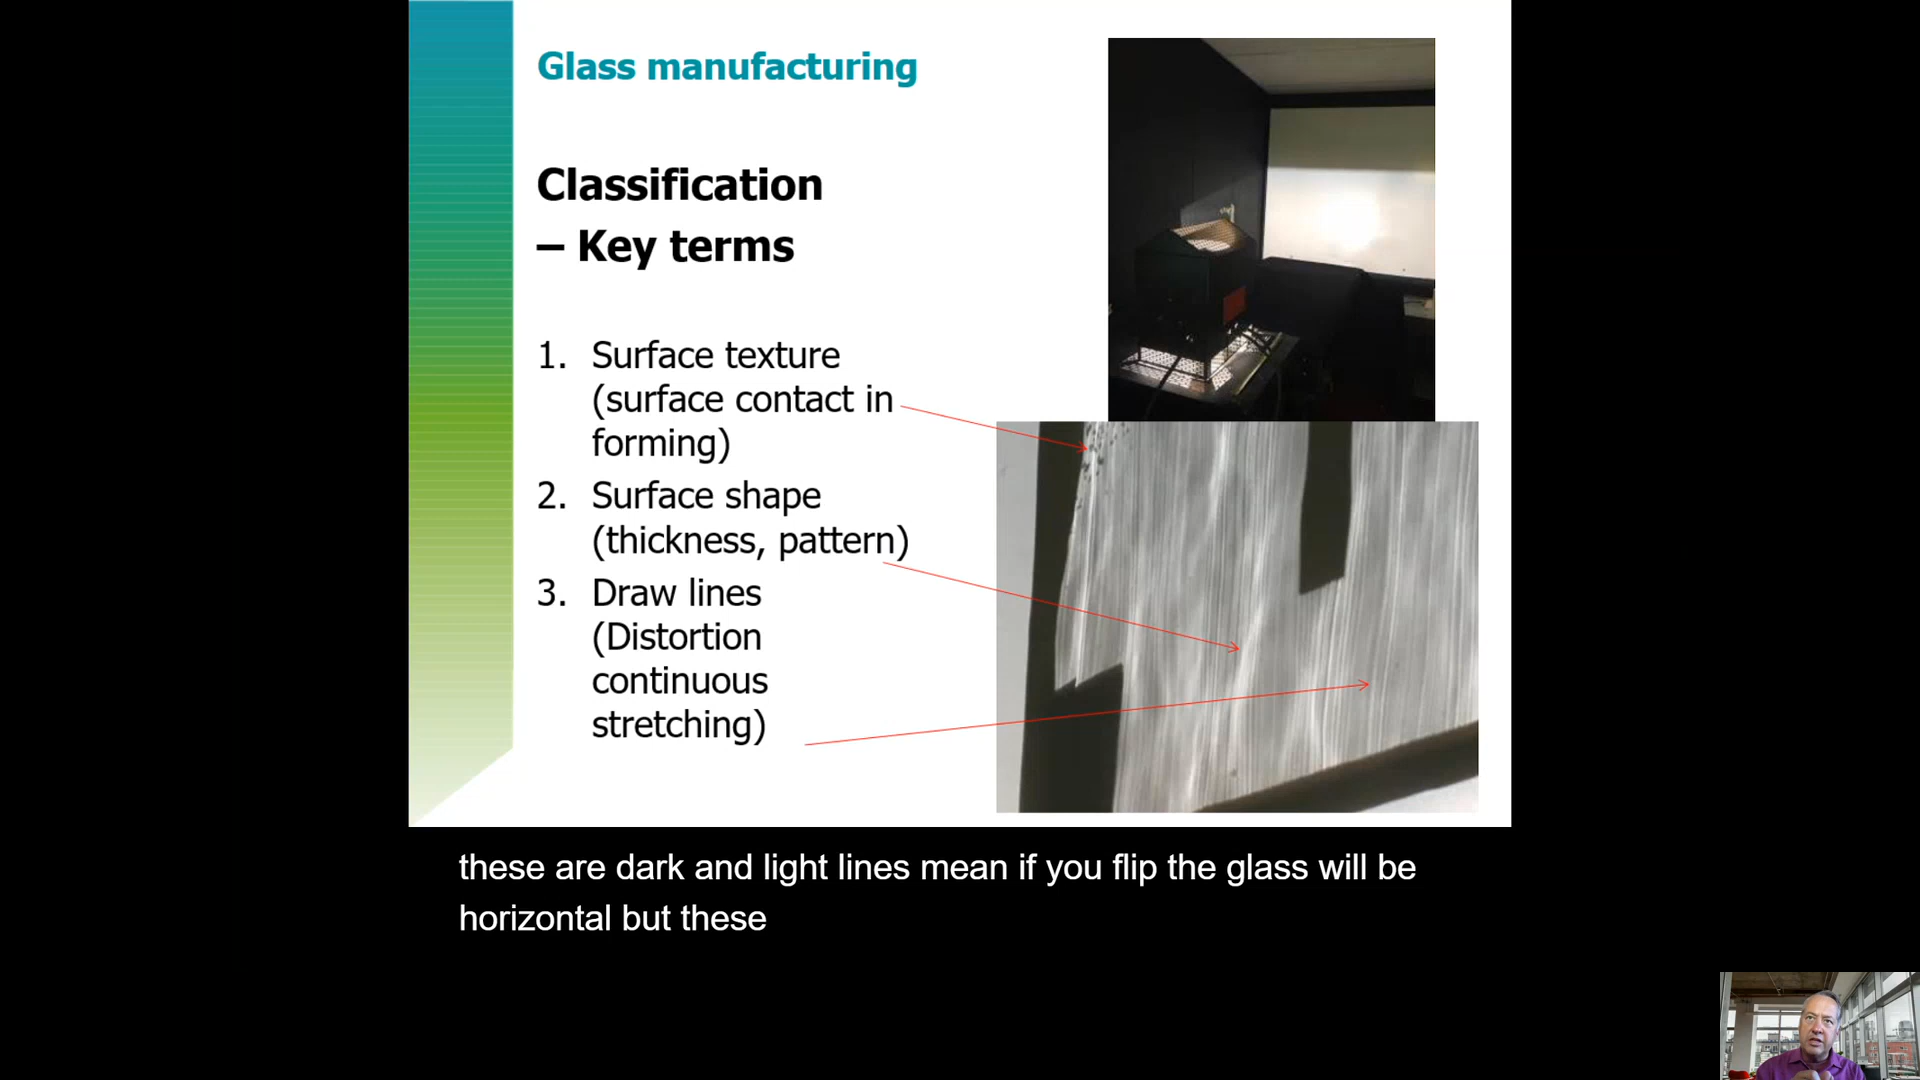 Glass manufacturing
Classification
– Key terms
1. Surface texture
(surface contact in
forming)
2. Surface shape
(thickness, pattern)
3. Draw lines
(Distortion
continuous
stretching)
these are dark and light lines mean if you flip the glass will be
horizontal but these